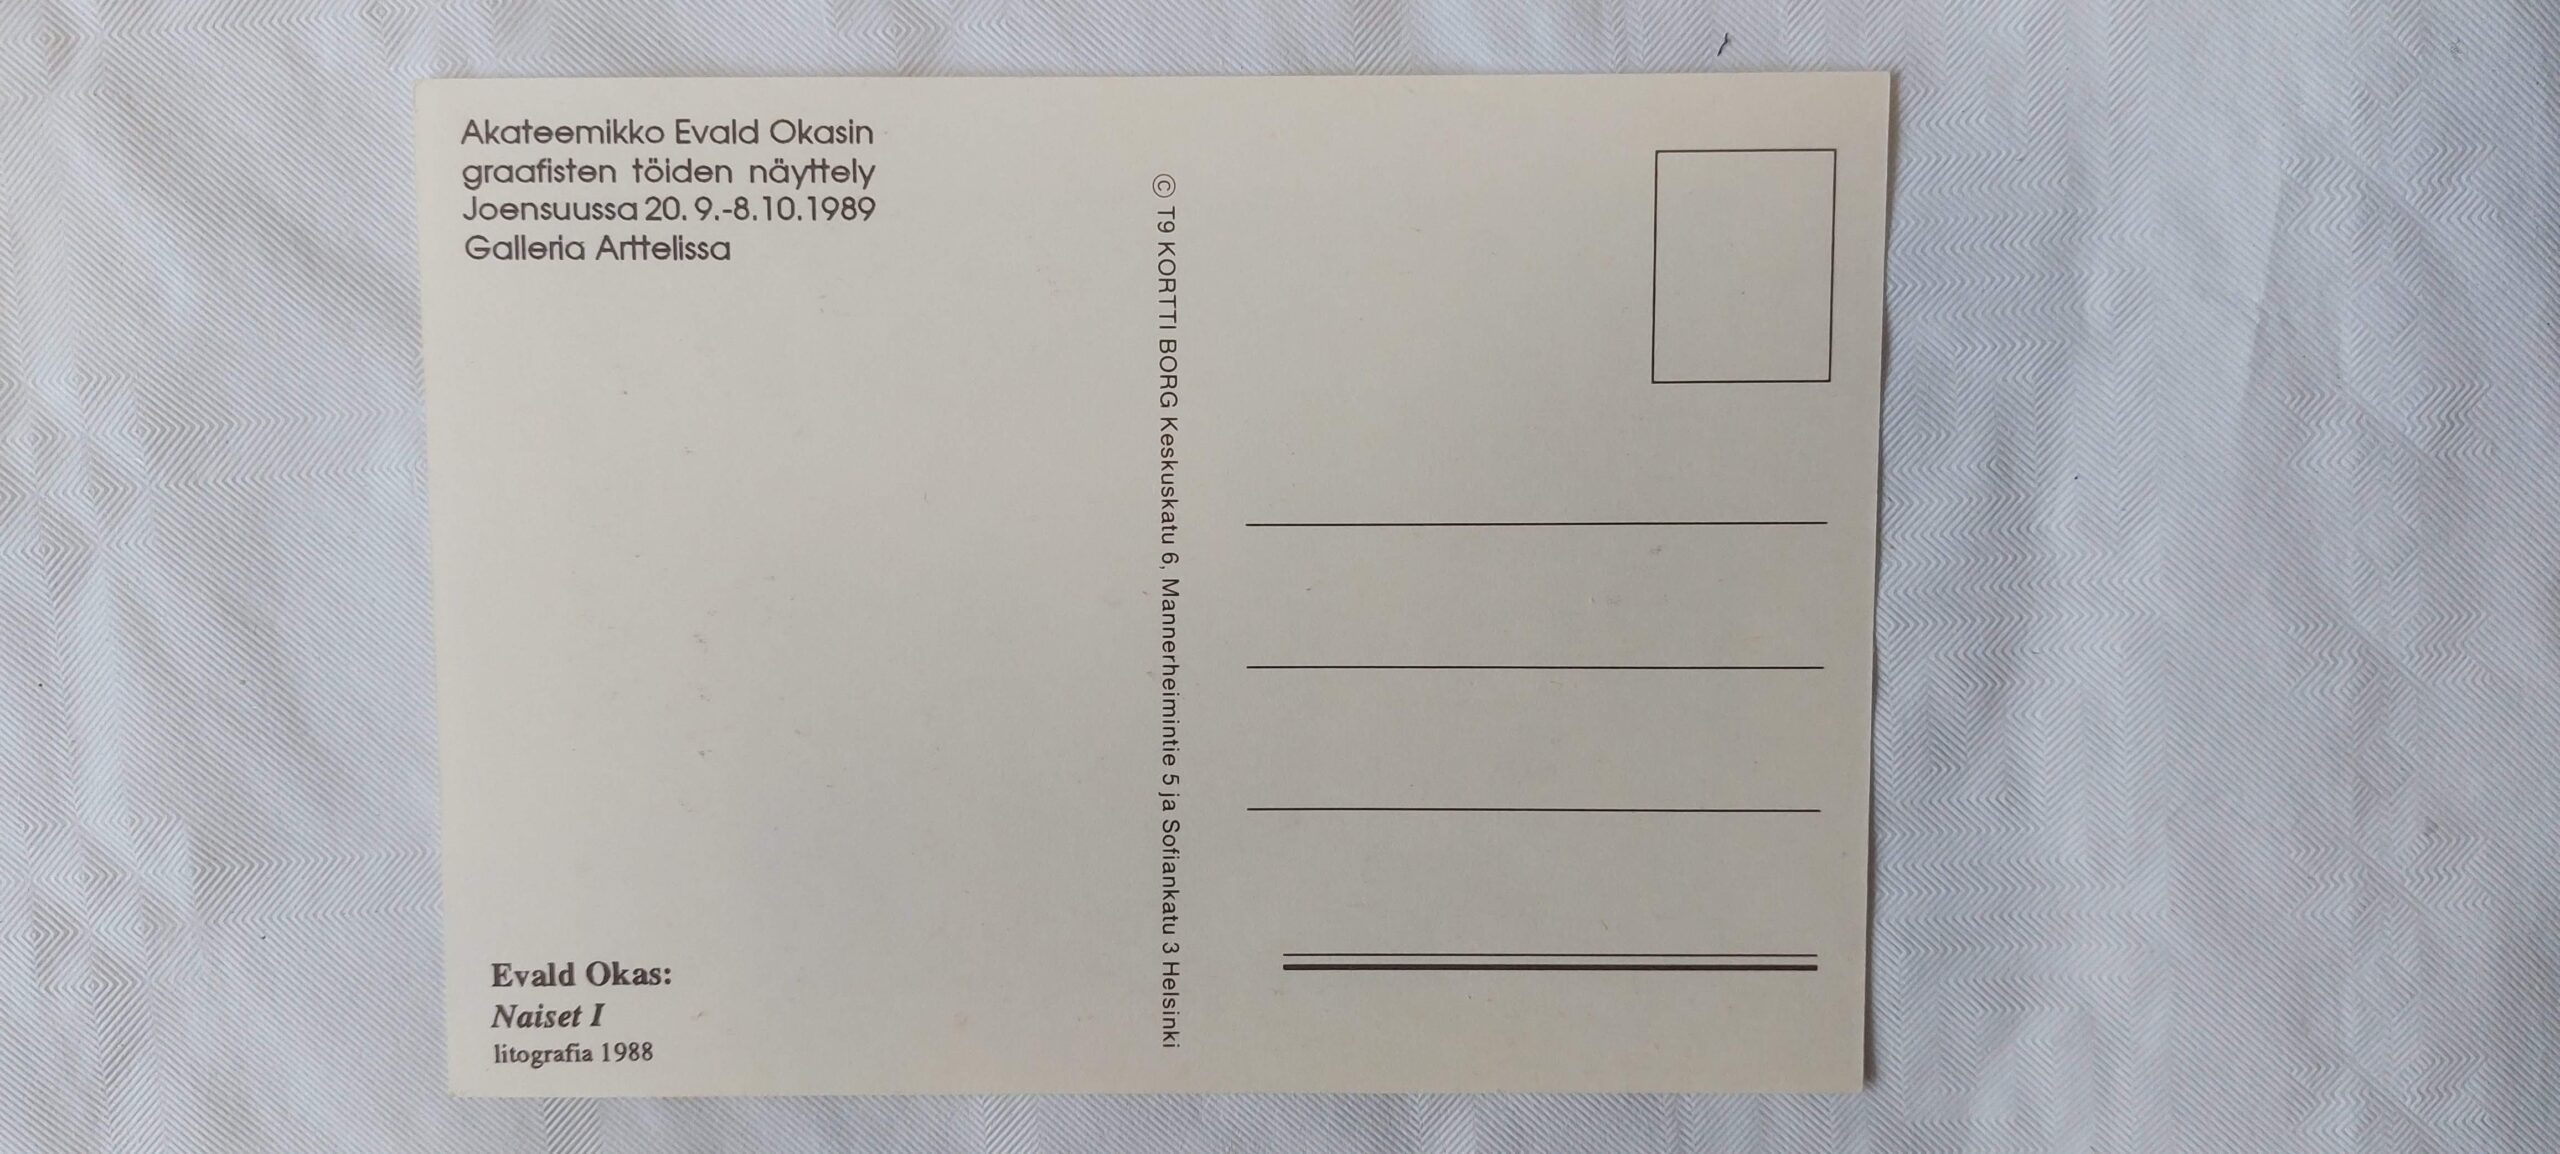 Akateemikko Evald Okasin
graafisten töiden näyttely
Joensuussa 20. 9.-8.10.1989
Galleria Arttelissa
Evald Okas:
Naiset I
litografia 1988
© T9 KORTTI BORG Keskuskatu 6, Mannerheimintie 5 ja Sofiankatu 3 Helsinki